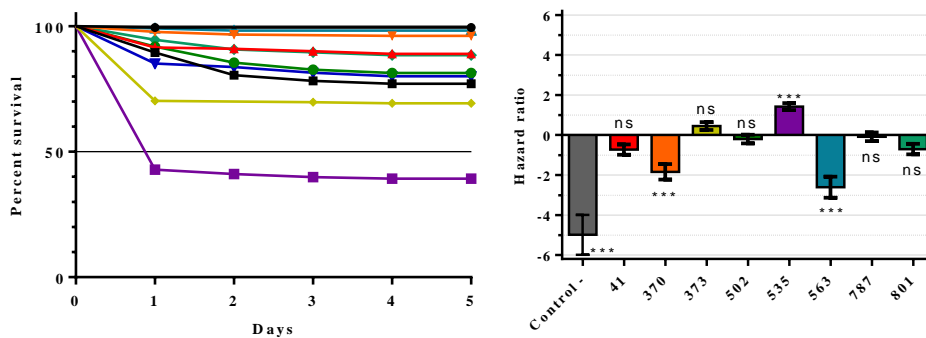 100
50
0
Percent survival
0 1 2 3 4 5
Days
6
4
2
0
-2
-4
-6
Hazard ratio
***
ns
***
ns
ns
***
***
ns
ns
Control- 41 370 373 502 535 563 787 801